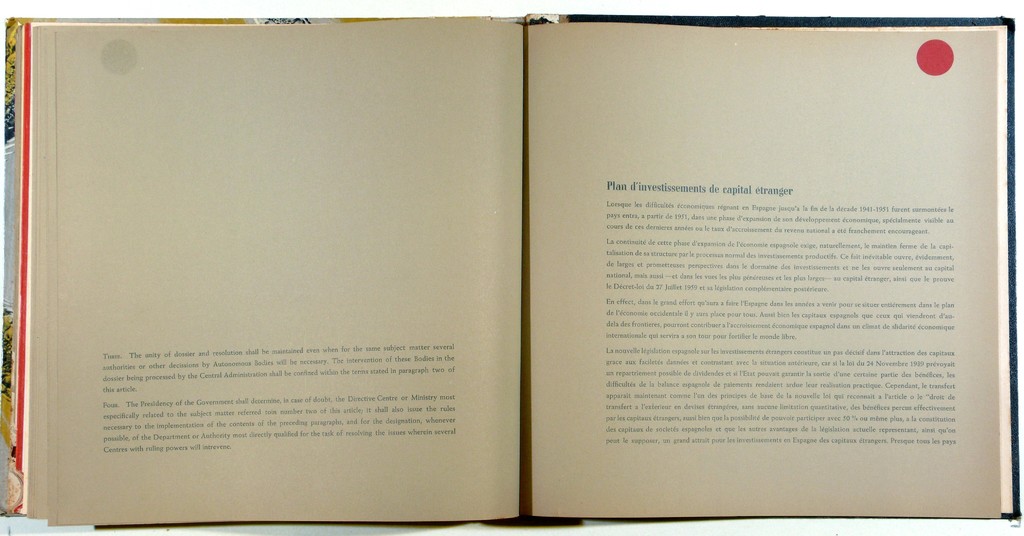 Three. The unity of dossier and resolution shall be maintained even when for the same subject matter several
authorities or other decisions by Autonomous Bodies will be necessary. The intervention of these Bodies in the
dossier being processed by the Central Administration shall be confined within the terms stated in paragraph two of
this article.
Four. The Presidency of the Government shall determine, in case of doubt, the Directive Centre or Ministry most
especifically related to the subject matter referred tosn number two of this article; it shall also issue the rules
necessary to the implementation of the contents of the preceding paragraphs, and for the designation, whenever
possible, of the Department or Authority must directly qualified for the task of resolving the issues wherein several
Centres with ruling powers will intruvene.
Plan d'investissements de capital étranger
Lorsque les difficultés économiques régnant en Espagne jusqu'a la fin de la décade 1941-1951 furent surmontées le
pays entra, a partir de 1951, dans une phase d'expansion de son développement économique, spécialement visible au
cours de ces dernieres années ou le taux d'accroissement du revenu national a été franchement encourageant.
La continuité de cette phase d'expansion de l'économie espagnole exige, naturellement, le maintien ferme de la capi-
talisation de sa structure par le processus normal des investissements productifs. Ce fait inévitable ouvre, évidemment,
de larges et prometteuses perspectives dans le domaine des investissements et ne les ouvre seulement au capital
national, mais aussi—et dans les vues les plus généreuses et les plus larges—au capital étranger, ainsi que le prouve
le Décret-loi du 27 Juillet 1959 et sa législation complémentaire postérieure.
En effect, dans le grand effort qu'aura a faire l'Espagne dans les années a venir pour se situer entièrement dans le plan
de l'économie occidentale il y aura place pour tous. Aussi bien les capitaux espagnols que ceux qui viendront d'au-
dela des frontieres, pourront contribuer a l'accroissement économique espagnol dans un climat de slidarité économique
internationale qui servira a son tour pour fortifier le monde libre.
La nouvelle législation espagnole sur les investissements étrangers constitue un pas décisif dans l'attraction des capitaux
grace aux facilités données et contrastant avec la situation antérieure, car si la loi du 24 Novembre 1939 prévoyait
un repartriement possible du dividendes et si l'Etat pouvait garantir la sortie d'une certaine partie des bénéfices, les
difficultés de la balance espagnole de paiements rendaient ardue leur realisation practique. Cependant, le transfert
apparait maintenant comme l'un des principes de base de la nouvelle loi qui reconnait a l'article o le "droit de
transfert a l'exterieur en devises étrangères, sans aucune limitation quantitative, des bénéfices percus effectivement
par les capitaux étrangers, aussi bien que la possibilité de pouvoir participer avec 50 % ou même plus, a la constitution
des capitaux de sociétés espagnoles et que les autres avantages de la législation actuelle representant, ainsi qu'on
peut le supposer, un grand attrait pour les investissements en Espagne des capitaux étrangers. Presque tous les pays